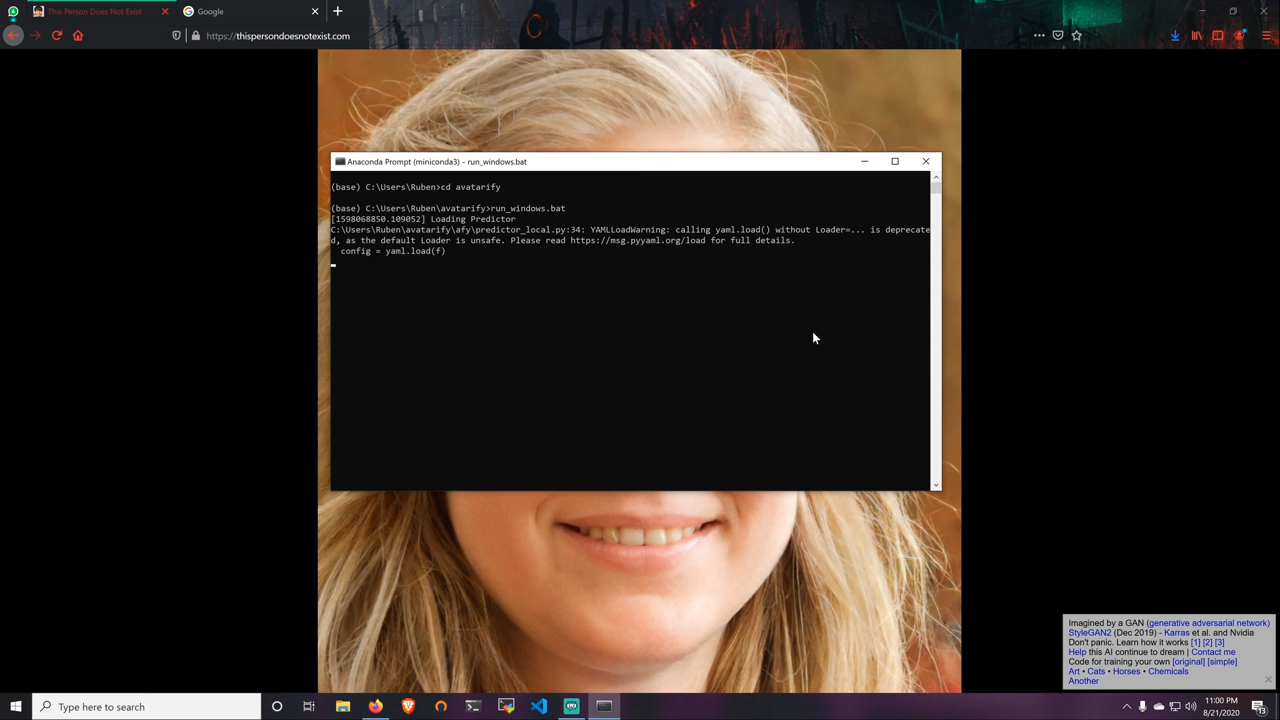 This Person Does Not Exist
Google
https://thispersondoesnotexist.com
Anaconda Prompt (miniconda3) - run_windows.bat
(base) C:\Users\Ruben>cd avatarify
(base) C:\Users\Ruben\avatarify>run_windows.bat
[1598068850.109052] Loading Predictor
C:\Users\Ruben\avatarify\afy\predictor_local.py:34: YAMLLoadWarning: calling yaml.load() without Loader=... is deprecate
d, as the default Loader is unsafe. Please read https://msg.pyyaml.org/load for full details.
config = yaml.load(f)
Imagined by a GAN (generative adversarial network)
StyleGAN2 (Dec 2019) - Karras et al. and Nvidia
Don't panic. Learn how it works [1] [2] [3]
Help this AI continue to dream | Contact me
Code for training your own [original] [simple]
Art • Cats • Horses • Chemicals
Another
Type here to search
11:00 PM
8/21/2020